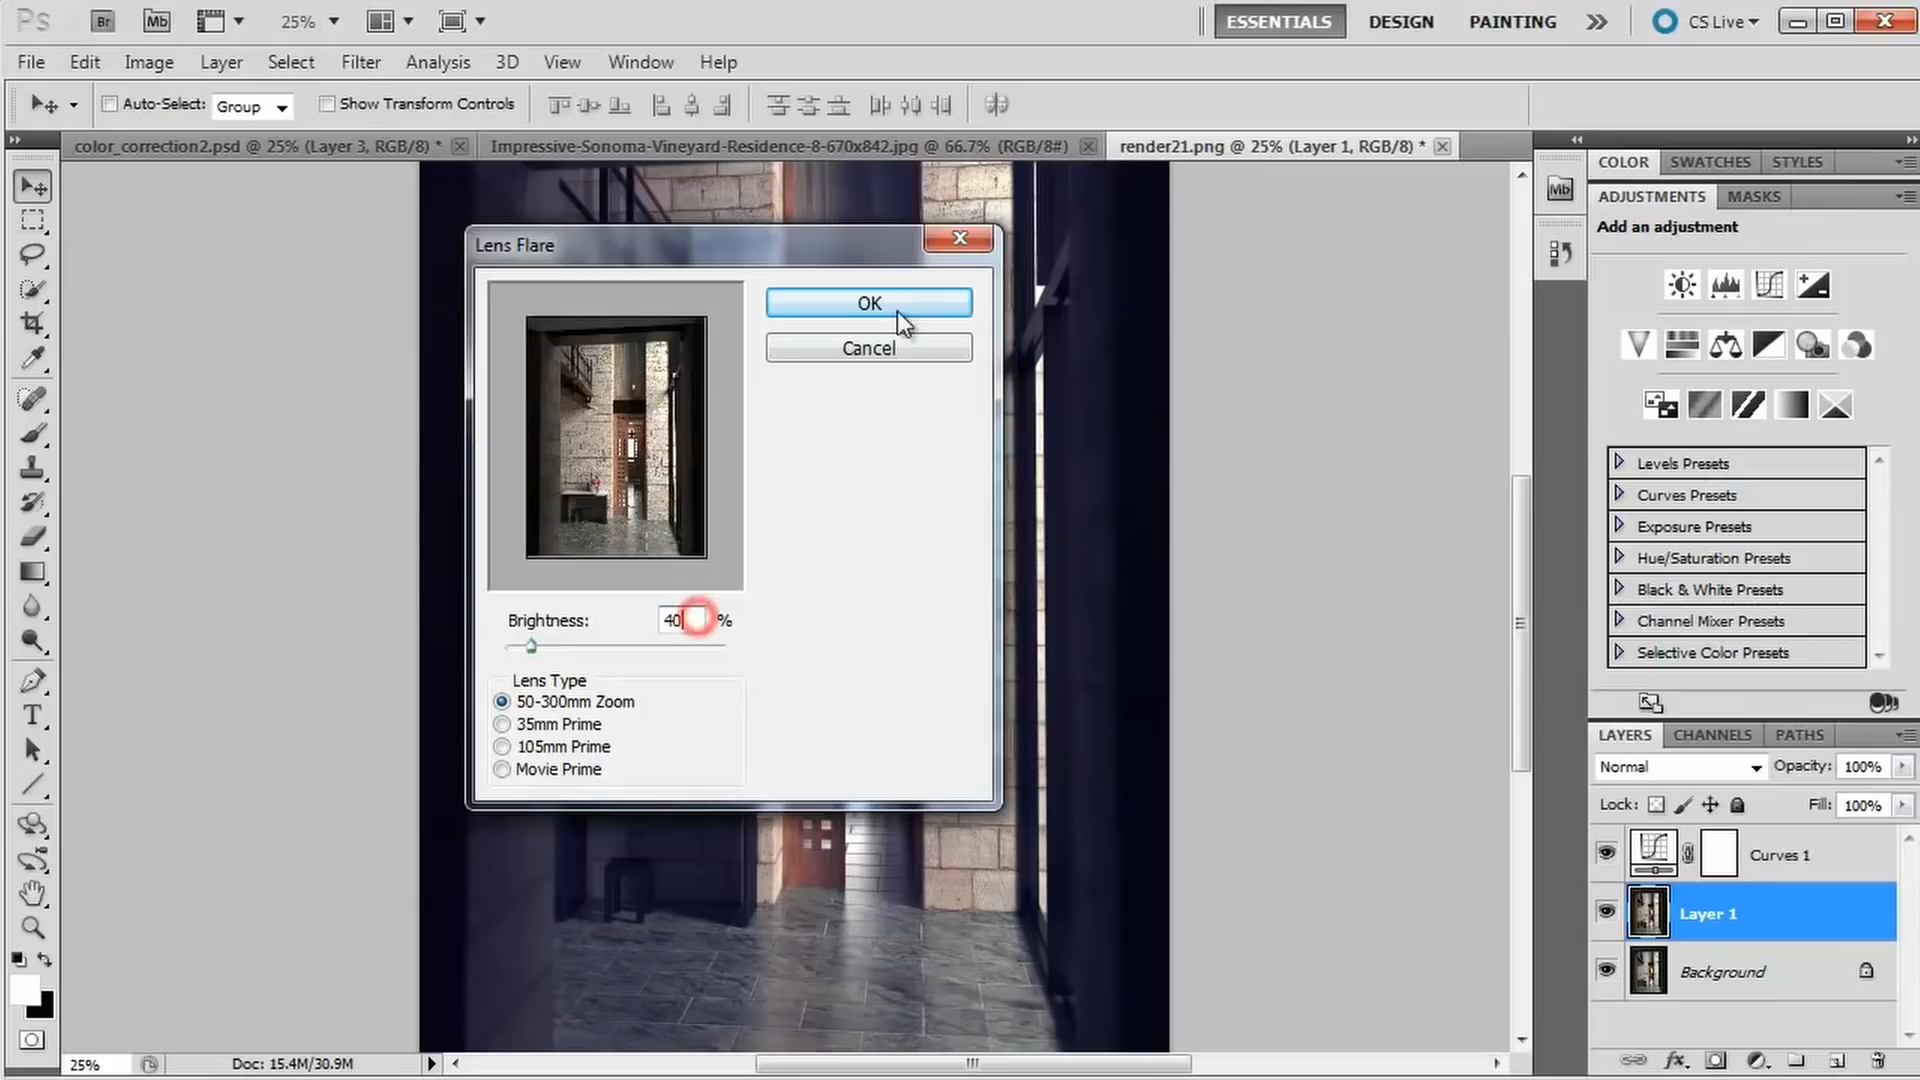 Ps Br Mb 25% ESSENTIALS DESIGN PAINTING CS Live
File Edit Image Layer Select Filter Analysis 3D View Window Help
Auto-Select: Group Show Transform Controls
color_correction2.psd @ 25% (Layer 3, RGB/8) * Impressive-Sonoma-Vineyard-Residence-8-670x842.jpg @ 66.7% (RGB/8#) render21.png @ 25% (Layer 1, RGB/8) *
COLOR SWATCHES STYLES
Mb
ADJUSTMENTS MASKS
Add an adjustment
Lens Flare
OK
Cancel
Brightness: 40 %
Lens Type
50-300mm Zoom
35mm Prime
105mm Prime
Movie Prime
Levels Presets
Curves Presets
Exposure Presets
Hue/Saturation Presets
Black & White Presets
Channel Mixer Presets
Selective Color Presets
LAYERS CHANNELS PATHS
Normal Opacity: 100%
Lock: Fill: 100%
Curves 1
Layer 1
Background
25% Doc: 15.4M/30.9M